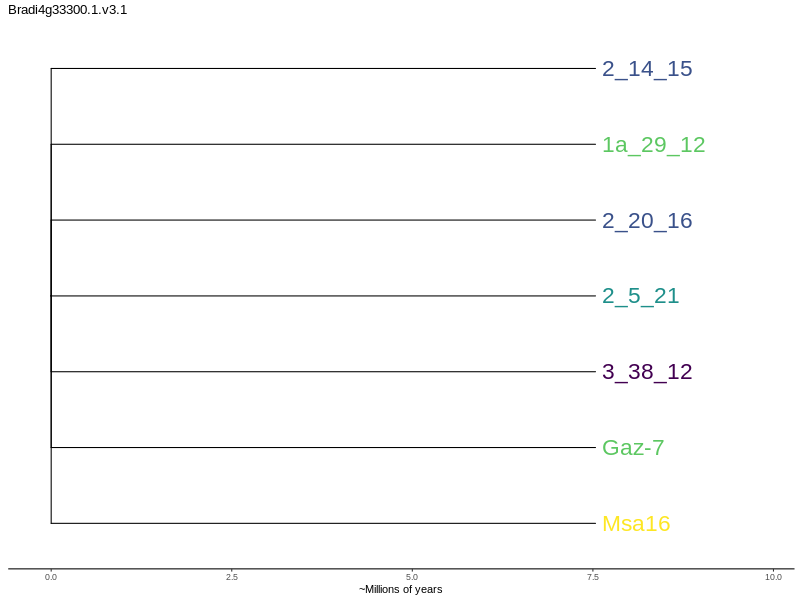 Bradi4g33300.1.v3.1
2_14_15
1a_29_12
2_20_16
2_5_21
3_38_12
Gaz-7
Msa16
0.0 2.5 5.0 7.5 10.0
~Millions of years